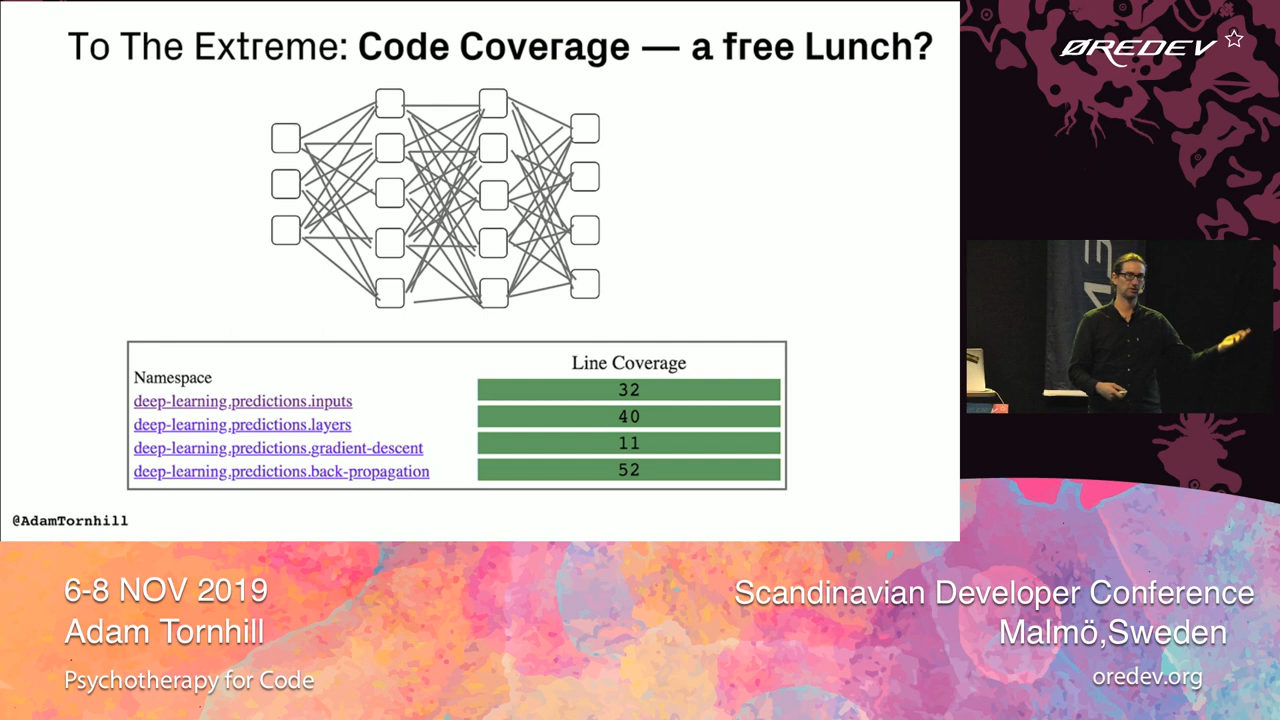 To The Extreme: Code Coverage — a free Lunch?
Namespace
Line Coverage
deep-learning.predictions.inputs
32
deep-learning.predictions.layers
40
deep-learning.predictions.gradient-descent
11
deep-learning.predictions.back-propagation
52
@AdamTornhill
ØREDEV
6-8 NOV 2019
Adam Tornhill
Psychotherapy for Code
Scandinavian Developer Conference
Malmö,Sweden
oredev.org